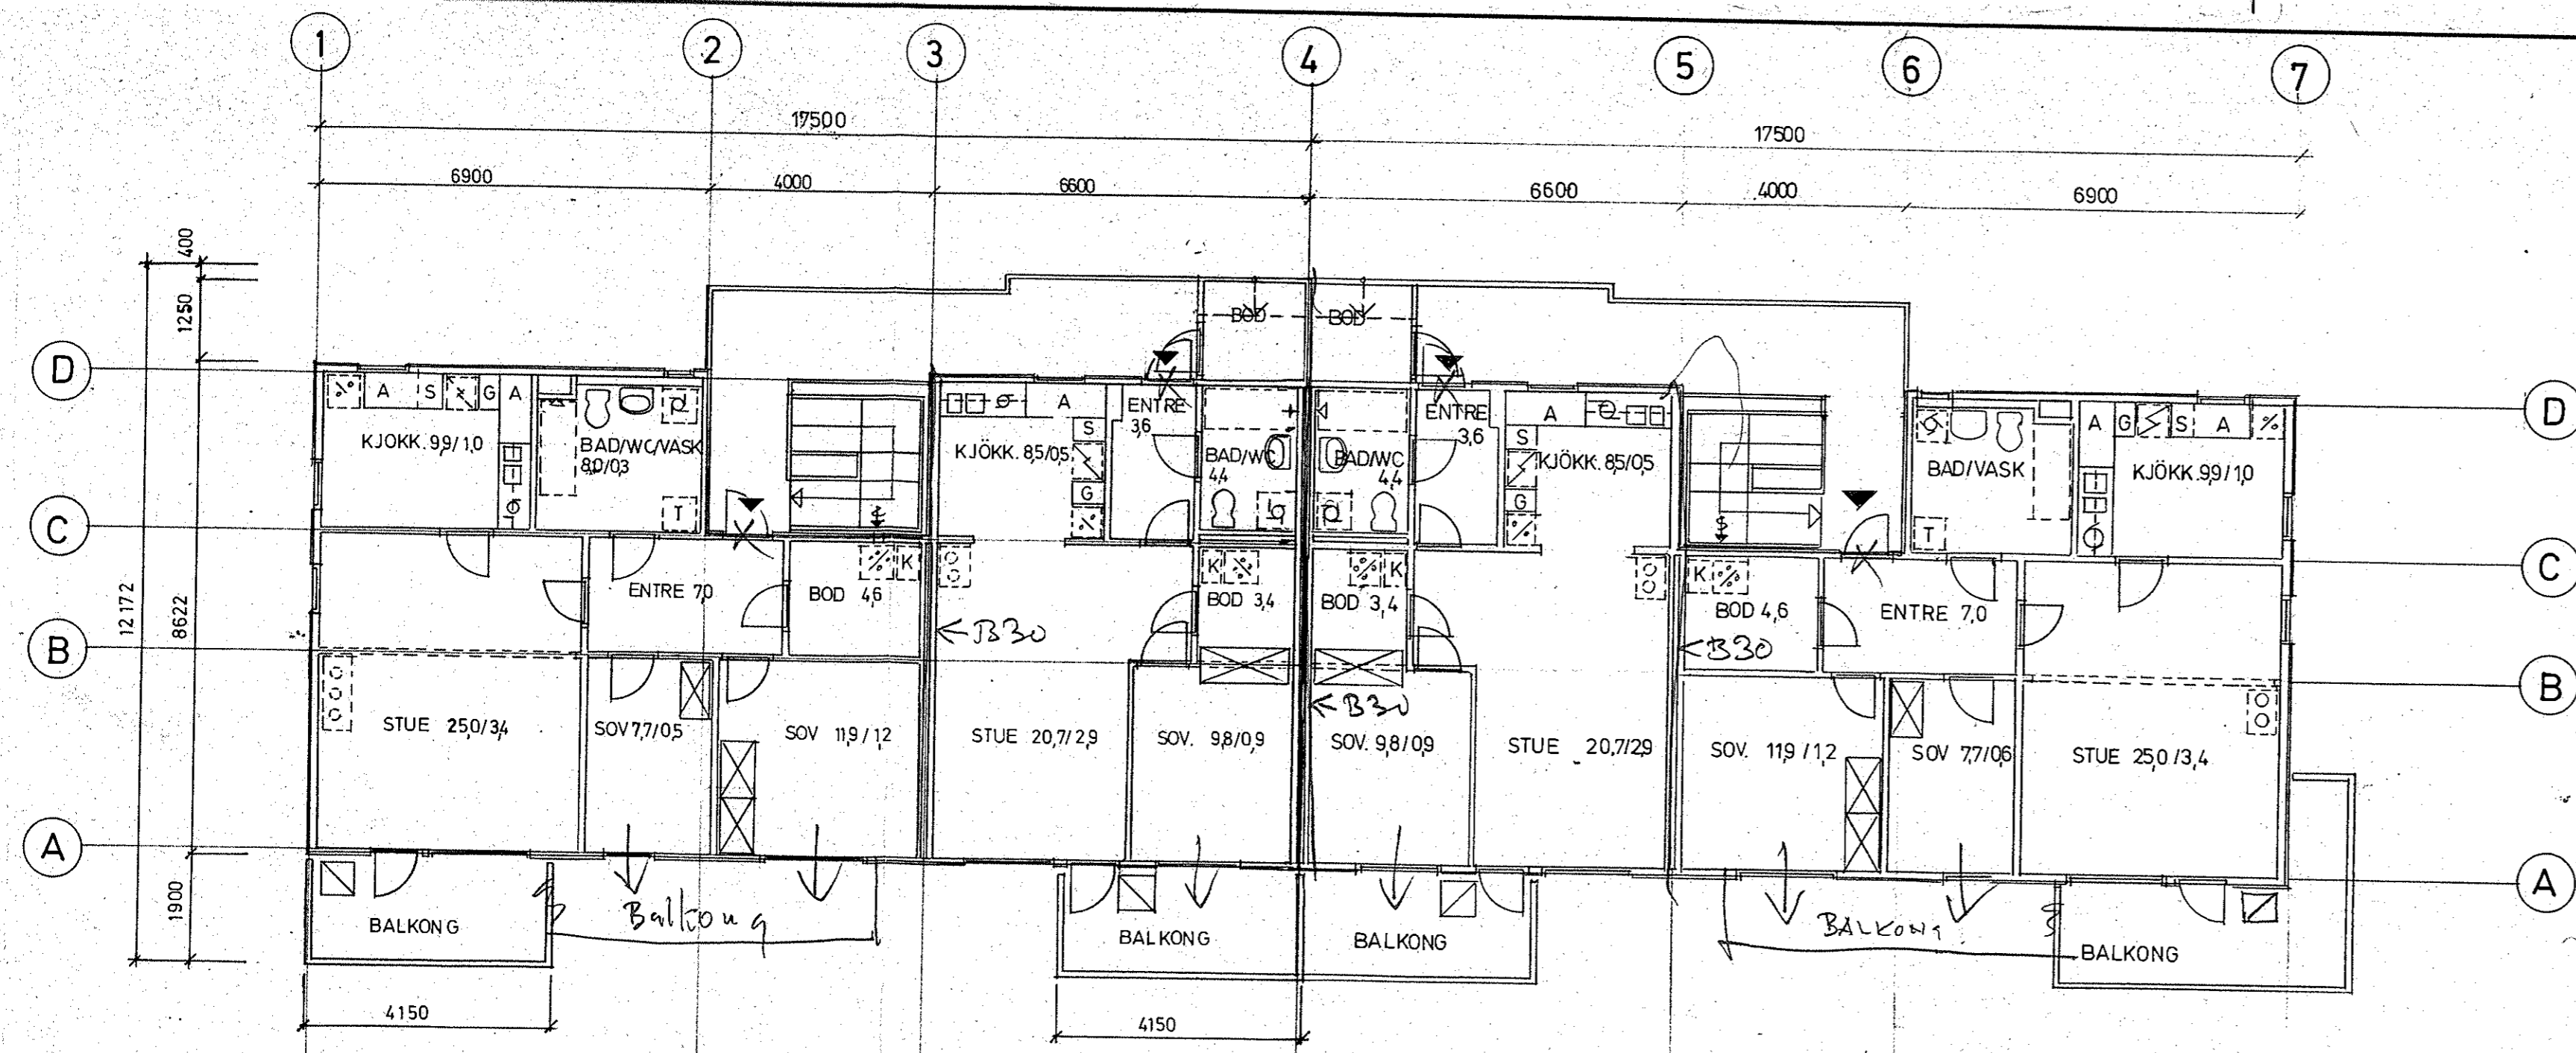 1 2 3 4 5 6 7
17500 17500
6900 4000 6600 6600 4000 6900
400
1250
12172
8622
1900
D D
BOD BOD
A S G A
KJÖKK. 9,9/1,0
BAD/WC/VASK
8,0/0,3
T
A
KJÖKK. 8,5/0,5
S
G
ENTRE
3,6
BAD/WC
4,4
BAD/WC
4,4
ENTRE
3,6
A
S
G
KJÖKK. 8,5/0,5
BAD/VASK
T
A G S A
KJÖKK. 9,9/1,0
C C
ENTRE 7,0
BOD 4,6
K
K
BOD 3,4
K
BOD 3,4
K
BOD 4,6
ENTRE 7,0
B30
B30
B30
B B
STUE 25,0/3,4
SOV 7,7/0,5
SOV 11,9/1,2
STUE 20,7/2,9
SOV. 9,8/0,9
SOV. 9,8/0,9
STUE 20,7/2,9
SOV. 11,9/1,2
SOV 7,7/0,6
STUE 25,0/3,4
A A
BALKONG
Balkong
BALKONG
BALKONG
BALKONG
BALKONG
4150 4150